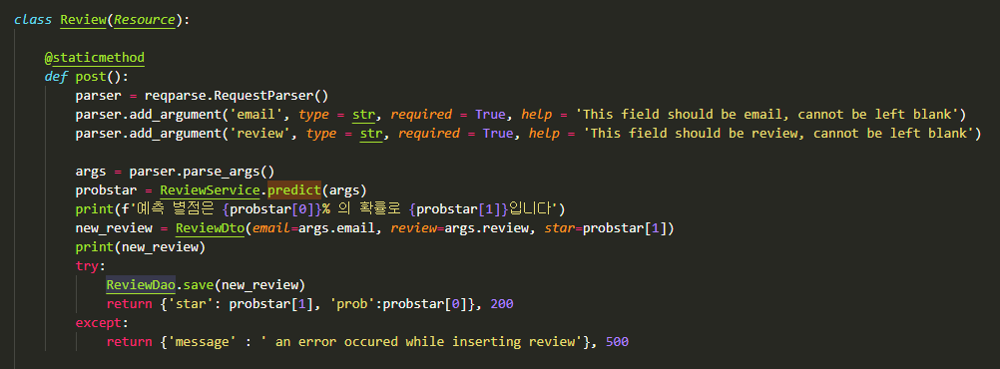 class Review(Resource):
@staticmethod
def post():
parser = reqparse.RequestParser()
parser.add_argument('email', type = str, required = True, help = 'This field should be email, cannot be left blank')
parser.add_argument('review', type = str, required = True, help = 'This field should be review, cannot be left blank')
args = parser.parse_args()
probstar = ReviewService.predict(args)
print(f'예측 별점은 {probstar[0]}% 의 확률로 {probstar[1]}입니다')
new_review = ReviewDto(email=args.email, review=args.review, star=probstar[1])
print(new_review)
try:
ReviewDao.save(new_review)
return {'star': probstar[1], 'prob':probstar[0]}, 200
except:
return {'message' : ' an error occured while inserting review'}, 500